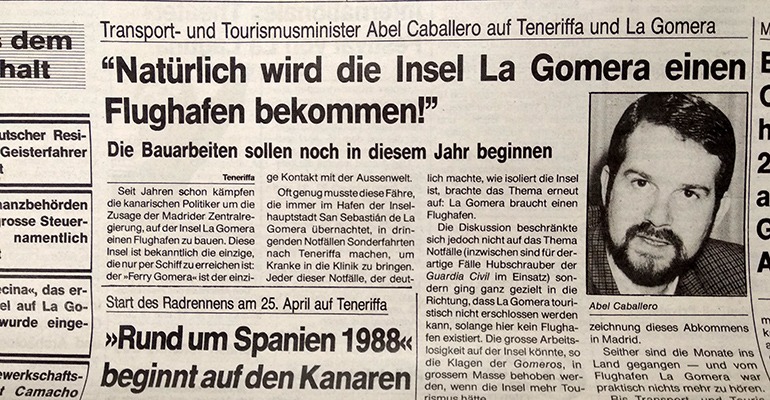 s dem
halt
utscher Resi-
Geisterfahrer
t
nanzbehörden
grosse Steuer-
namentlich
t
ecina«, das er-
el auf La Go-
wurde einge-
ewerkschafts-
t Camacho
Transport- und Tourismusminister Abel Caballero auf Teneriffa und La Gomera
“Natürlich wird die Insel La Gomera einen
Flughafen bekommen!”
Die Bauarbeiten sollen noch in diesem Jahr beginnen
Teneriffa
Seit Jahren schon kämpfen
die kanarischen Politiker um die
Zusage der Madrider Zentralre-
gierung, auf der Insel La Gomera
einen Flughafen zu bauen. Diese
Insel ist bekanntlich die einzige,
die nur per Schiff zu erreichen ist:
der »Ferry Gomera« ist der einzi-
ge Kontakt mit der Aussenwelt.
Oft genug musste diese Fähre,
die immer im Hafen der Insel-
hauptstadt San Sebastián de La
Gomera übernachtet, in drin-
genden Notfällen Sonderfahrten
nach Teneriffa machen, um
Kranke in die Klinik zu bringen.
Jeder dieser Notfälle, der deut-
lich machte, wie isoliert die Insel
ist, brachte das Thema erneut
auf: La Gomera braucht einen
Flughafen.
Die Diskussion beschränkte
sich jedoch nicht auf das Thema
Notfälle (inzwischen sind für der-
artige Fälle Hubschrauber der
Guardia Civil im Einsatz) son-
dern ging ganz gezielt in die
Richtung, dass La Gomera touri-
stisch nicht erschlossen werden
kann, solange hier kein Flugha-
fen existiert. Die grosse Arbeits-
losigkeit auf der Insel könnte, so
die Klagen der Gomeros, in
grossem Masse behoben wer-
den, wenn die Insel mehr Tou-
rismus hätte.
Abel Caballero
zeichnung dieses Abkommens
in Madrid.
Seither sind die Monate ins
Land gegangen — und vom
Flughafen La Gomera war
praktisch nichts mehr zu hören.
Start des Radrennens am 25. April auf Teneriffa
»Rund um Spanien 1988«
beginnt auf den Kanaren